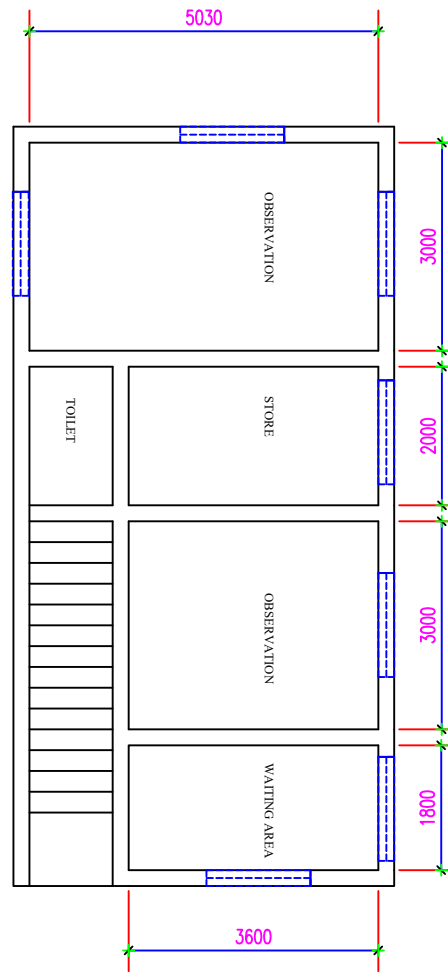 5030
OBSERVATION
3000
TOILET
STORE
2000
OBSERVATION
3000
WAITING AREA
1800
3600